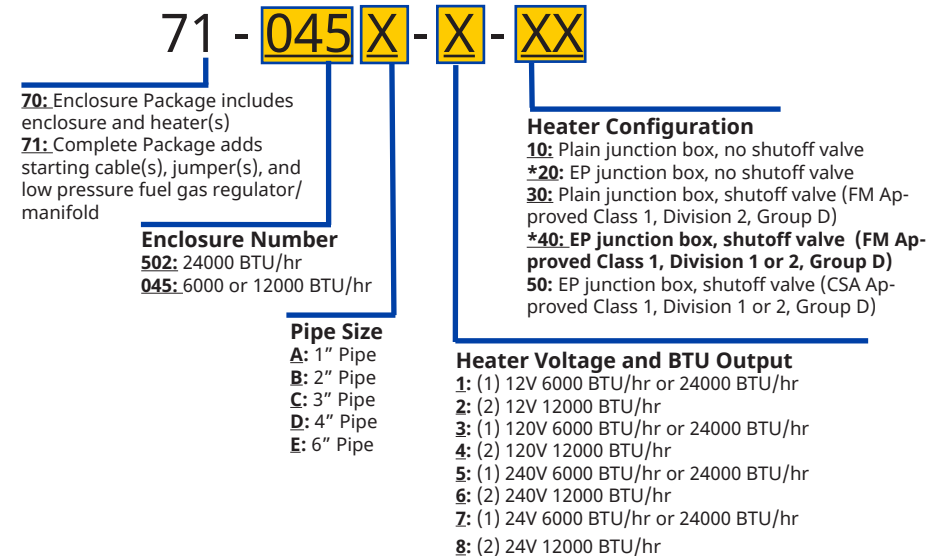 71 - 045 X - X - XX
70: Enclosure Package includes
enclosure and heater(s)
71: Complete Package adds
starting cable(s), jumper(s), and
low pressure fuel gas regulator/
manifold
Enclosure Number
502: 24000 BTU/hr
045: 6000 or 12000 BTU/hr
Pipe Size
A: 1” Pipe
B: 2” Pipe
C: 3” Pipe
D: 4” Pipe
E: 6” Pipe
Heater Configuration
10: Plain junction box, no shutoff valve
*20: EP junction box, no shutoff valve
30: Plain junction box, shutoff valve (FM Ap-
proved Class 1, Division 2, Group D)
*40: EP junction box, shutoff valve (FM Ap-
proved Class 1, Division 1 or 2, Group D)
50: EP junction box, shutoff valve (CSA Ap-
proved Class 1, Division 1 or 2, Group D)
Heater Voltage and BTU Output
1: (1) 12V 6000 BTU/hr or 24000 BTU/hr
2: (2) 12V 12000 BTU/hr
3: (1) 120V 6000 BTU/hr or 24000 BTU/hr
4: (2) 120V 12000 BTU/hr
5: (1) 240V 6000 BTU/hr or 24000 BTU/hr
6: (2) 240V 12000 BTU/hr
7: (1) 24V 6000 BTU/hr or 24000 BTU/hr
8: (2) 24V 12000 BTU/hr